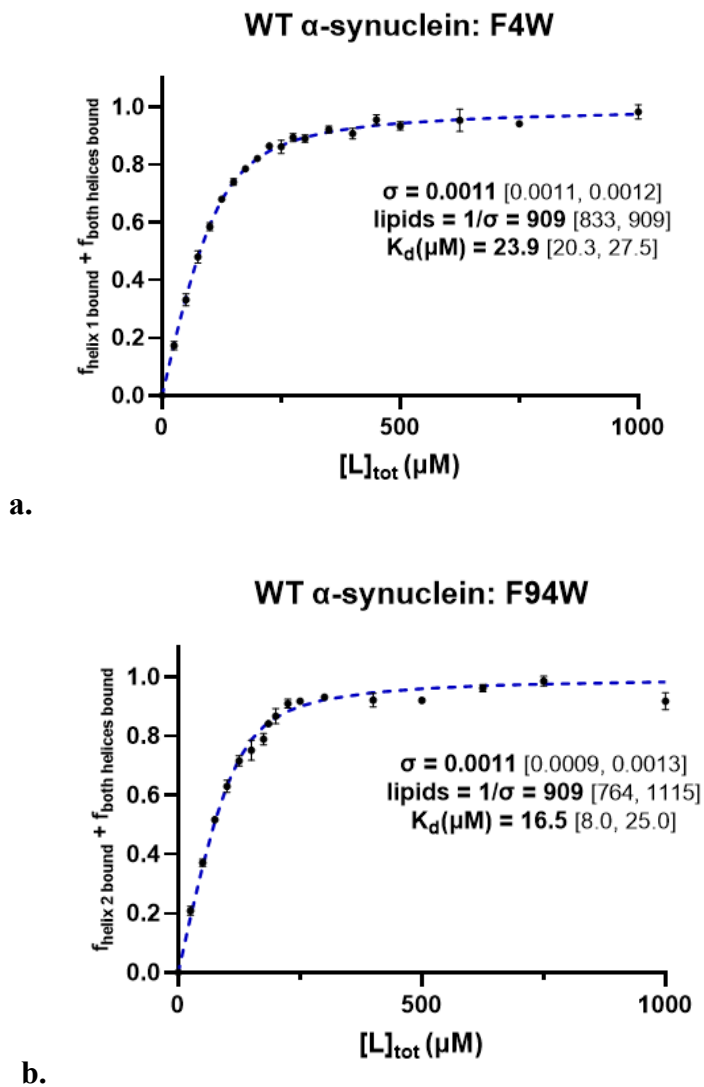 WT α-synuclein: F4W
f helix 1 bound + f both helices bound
1.0
0.8
0.6
0.4
0.2
0.0
σ = 0.0011 [0.0011, 0.0012]
lipids = 1/σ = 909 [833, 909]
Kd(µM) = 23.9 [20.3, 27.5]
0 500 1000
[L]tot (µM)
a.
WT α-synuclein: F94W
f helix 2 bound + f both helices bound
1.0
0.8
0.6
0.4
0.2
0.0
σ = 0.0011 [0.0009, 0.0013]
lipids = 1/σ = 909 [764, 1115]
Kd(µM) = 16.5 [8.0, 25.0]
0 500 1000
[L]tot (µM)
b.